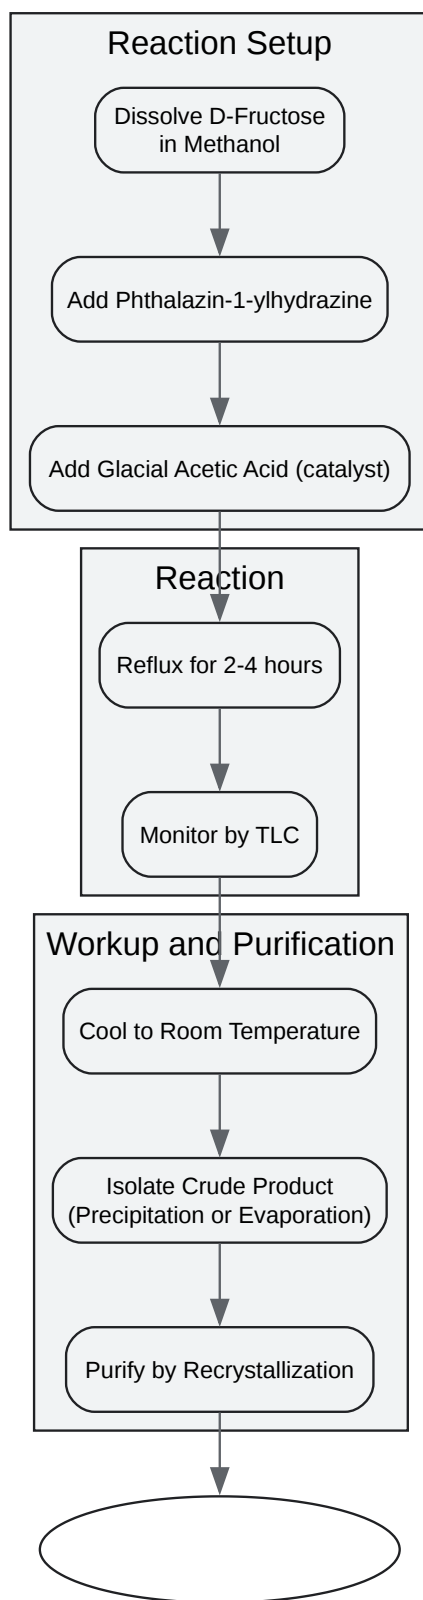 Reaction Setup
Dissolve D-Fructose
in Methanol
Add Phthalazin-1-ylhydrazine
Add Glacial Acetic Acid (catalyst)
Reaction
Reflux for 2-4 hours
Monitor by TLC
Workup and Purification
Cool to Room Temperature
Isolate Crude Product
(Precipitation or Evaporation)
Purify by Recrystallization